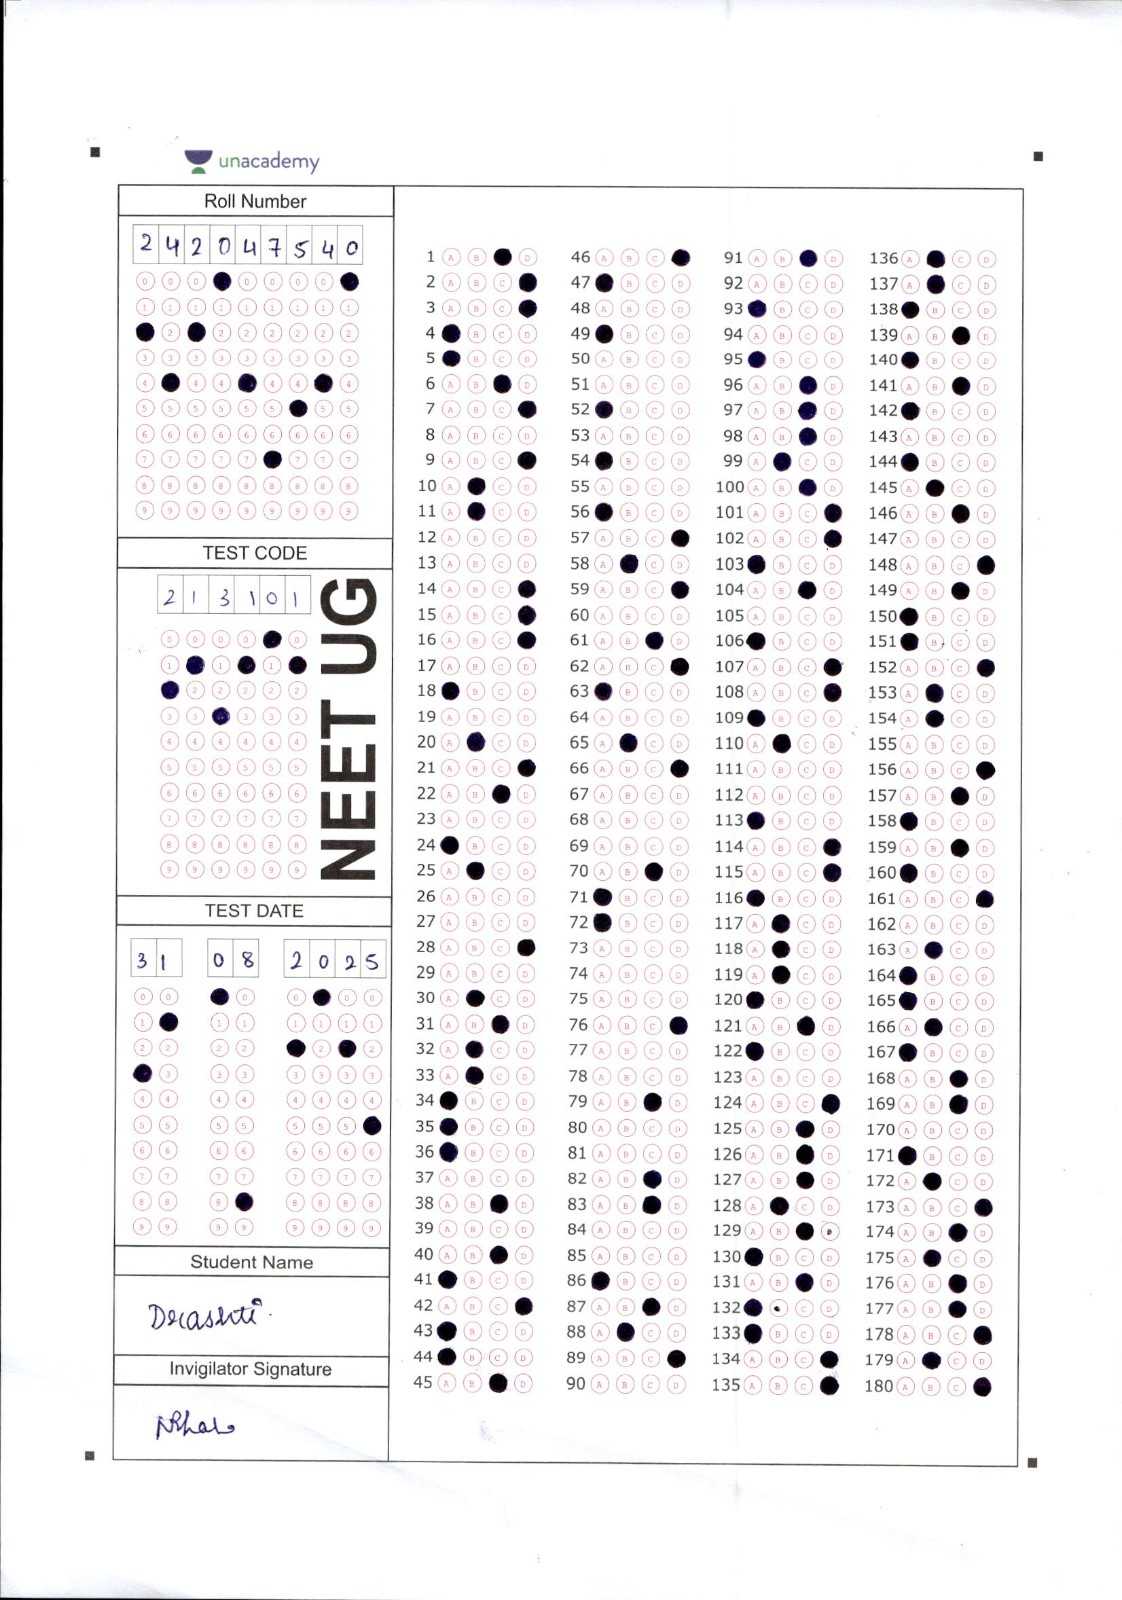 unacademy
Roll Number
2 4 2 0 4 7 5 4 0
TEST CODE
2 1 3 1 0 1
NEET UG
TEST DATE
3 1 0 8 2 0 2 5
Student Name
Invigilator Signature
1 A B D
2 A B C
3 A B C
4 B C D
5 B C D
6 A B D
7 A B C
8 A B C D
9 A B C
10 A C D
11 A C D
12 A B C D
13 A B C D
14 A B C
15 A B C
16 A B C
17 A B C D
18 B C D
19 A B C D
20 A C D
21 A B C
22 A B D
23 A B C D
24 B C D
25 A C D
26 A B C D
27 A B C D
28 A B C
29 A B C D
30 A C D
31 A B D
32 A C D
33 A C D
34 B C D
35 B C D
36 B C D
37 A B C D
38 A B D
39 A B C D
40 A B D
41 B C D
42 A B C
43 B C D
44 B C D
45 A B D
46 A B C
47 B C D
48 A B C D
49 B C D
50 A B C D
51 A B C D
52 B C D
53 A B C D
54 B C D
55 A B C D
56 B C D
57 A B C
58 A C D
59 A B C
60 A B C D
61 A B D
62 A B C
63 B C D
64 A B C D
65 A C D
66 A B C
67 A B C D
68 A B C D
69 A B C D
70 A B D
71 B C D
72 B C D
73 A B C D
74 A B C D
75 A B C D
76 A B C
77 A B C D
78 A B C D
79 A B D
80 A B C D
81 A B C D
82 A B D
83 A B D
84 A B C D
85 A B C D
86 B C D
87 A B D
88 A C D
89 A B C
90 A B C D
91 A B D
92 A B C D
93 B C D
94 A B C D
95 B C D
96 A B D
97 A B D
98 A B D
99 A C D
100 A B D
101 A B C
102 A B C
103 B C D
104 A B D
105 A B C D
106 B C D
107 A B C
108 A B C
109 B C D
110 A C D
111 A B C D
112 A B C D
113 B C D
114 A B C
115 A B C
116 B C D
117 A C D
118 A C D
119 A C D
120 B C D
121 A B D
122 B C D
123 A B C D
124 A B C
125 A B D
126 A B D
127 A B D
128 A C D
129 A B D
130 B C D
131 A B D
132 C D
133 B C D
134 A B C
135 A B C
136 A C D
137 A C D
138 B C D
139 A B D
140 B C D
141 A B D
142 B C D
143 A B C D
144 B C D
145 A C D
146 A B D
147 A B C D
148 A B C
149 A B D
150 B C D
151 B C D
152 A B C
153 A C D
154 A C D
155 A B C D
156 A B C
157 A B D
158 B C D
159 A B D
160 B C D
161 A B C
162 A B C D
163 A C D
164 B C D
165 B C D
166 A C D
167 B C D
168 A B D
169 A B D
170 A B C D
171 B C D
172 A C D
173 A B C
174 A B D
175 A C D
176 A B D
177 A B D
178 A B C
179 A C D
180 A B C